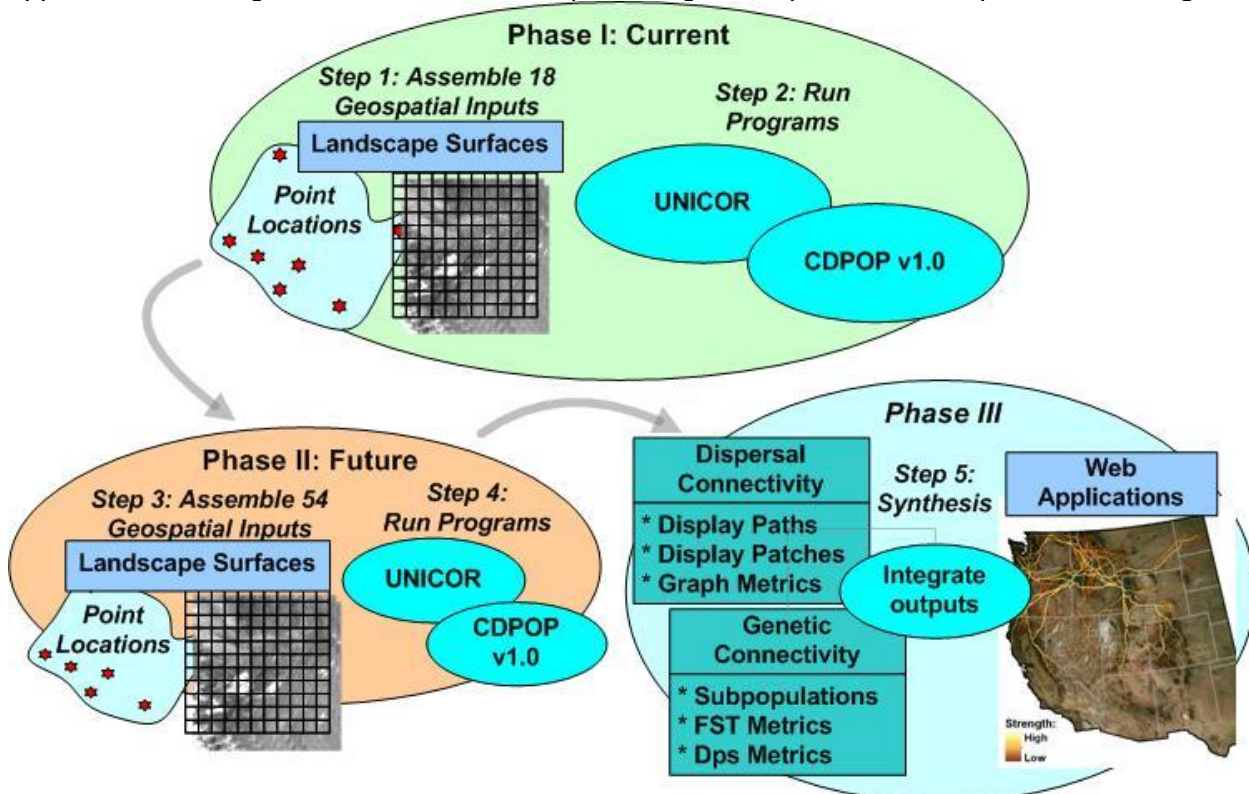 Phase I: Current
Step 1: Assemble 18
Geospatial Inputs
Landscape Surfaces
Point
Locations
Step 2: Run
Programs
UNICOR
CDPOP v1.0
Phase II: Future
Step 3: Assemble 54
Geospatial Inputs
Landscape Surfaces
Point
Locations
Step 4:
Run Programs
UNICOR
CDPOP
v1.0
Phase III
Dispersal
Connectivity
* Display Paths
* Display Patches
* Graph Metrics
Genetic
Connectivity
* Subpopulations
* FST Metrics
* Dps Metrics
Step 5:
Synthesis
Integrate
outputs
Web
Applications
Strength:
High
Low